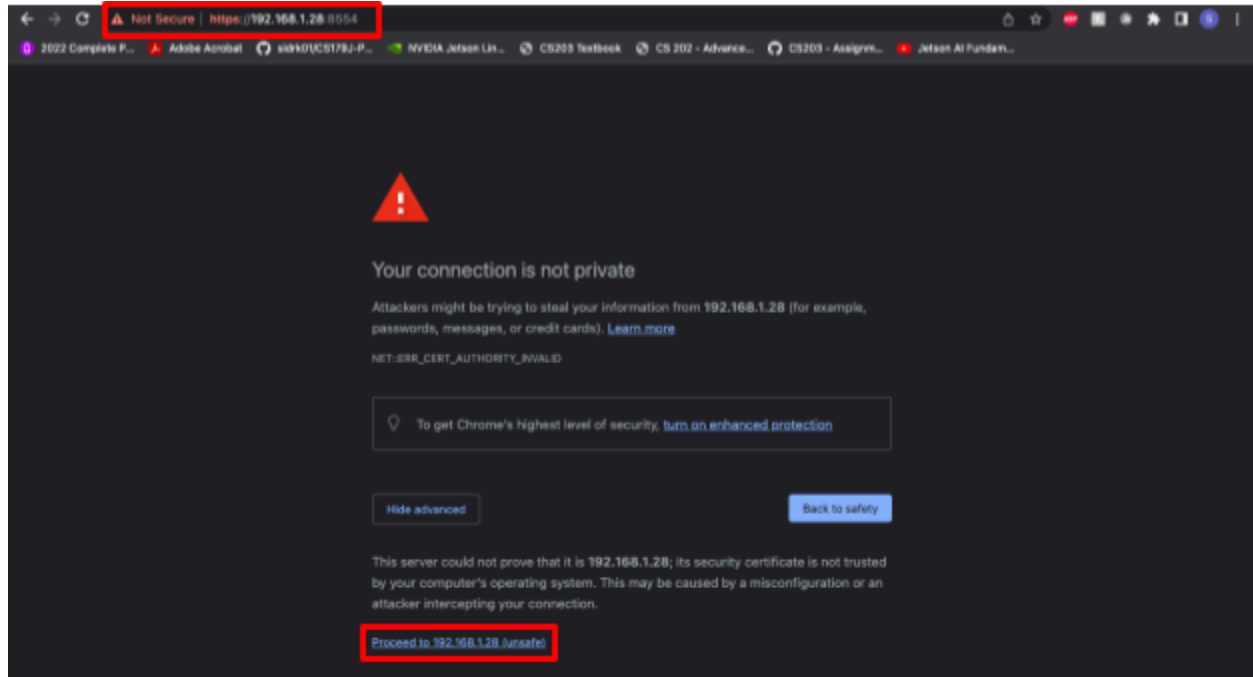 Not Secure | https://192.168.1.28:8554
2022 Complete P... Adobe Acrobat sidrk01/CS179J-P... NVIDIA Jetson Lin... CS203 Textbook CS 202 - Advance... CS203 - Assignm... Jetson AI Fundam...
Your connection is not private
Attackers might be trying to steal your information from 192.168.1.28 (for example,
passwords, messages, or credit cards). Learn more
NET::ERR_CERT_AUTHORITY_INVALID
To get Chrome's highest level of security, turn on enhanced protection
Hide advanced Back to safety
This server could not prove that it is 192.168.1.28; its security certificate is not trusted
by your computer's operating system. This may be caused by a misconfiguration or an
attacker intercepting your connection.
Proceed to 192.168.1.28 (unsafe)